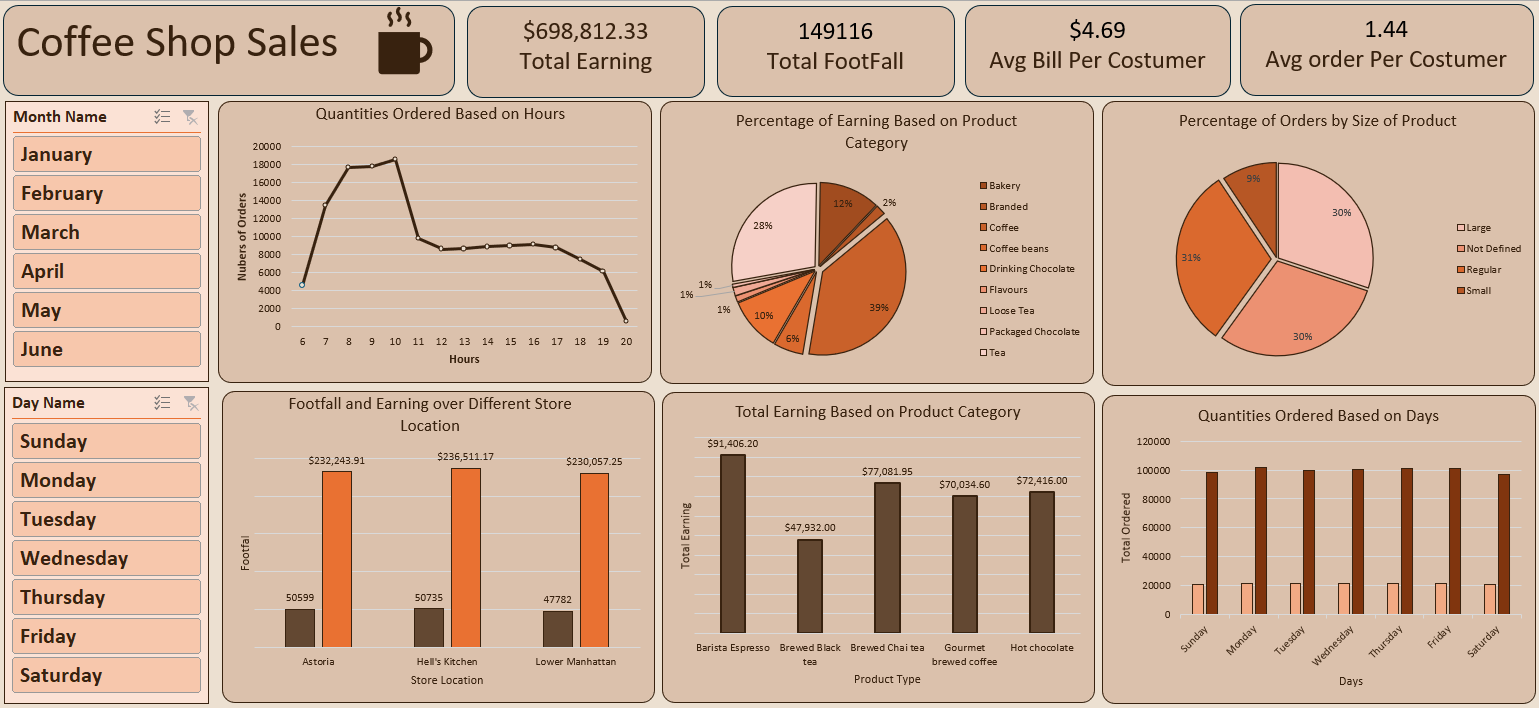 Coffee Shop Sales
$698,812.33
Total Earning
149116
Total FootFall
$4.69
Avg Bill Per Costumer
1.44
Avg order Per Costumer
Month Name
January
February
March
April
May
June
Day Name
Sunday
Monday
Tuesday
Wednesday
Thursday
Friday
Saturday
Quantities Ordered Based on Hours
Nubers of Orders
20000
18000
16000
14000
12000
10000
8000
6000
4000
2000
0
6 7 8 9 10 11 12 13 14 15 16 17 18 19 20
Hours
Percentage of Earning Based on Product
Category
12%
2%
39%
6%
10%
1%
1%
1%
28%
Bakery
Branded
Coffee
Coffee beans
Drinking Chocolate
Flavours
Loose Tea
Packaged Chocolate
Tea
Percentage of Orders by Size of Product
30%
30%
31%
9%
Large
Not Defined
Regular
Small
Footfall and Earning over Different Store
Location
Footfal
$232,243.91
$236,511.17
$230,057.25
50599
50735
47782
Astoria
Hell's Kitchen
Lower Manhattan
Store Location
Total Earning Based on Product Category
Total Earning
$91,406.20
$47,932.00
$77,081.95
$70,034.60
$72,416.00
Barista Espresso
Brewed Black
tea
Brewed Chai tea
Gourmet
brewed coffee
Hot chocolate
Product Type
Quantities Ordered Based on Days
Total Ordered
120000
100000
80000
60000
40000
20000
0
Sunday
Monday
Tuesday
Wednesday
Thursday
Friday
Saturday
Days